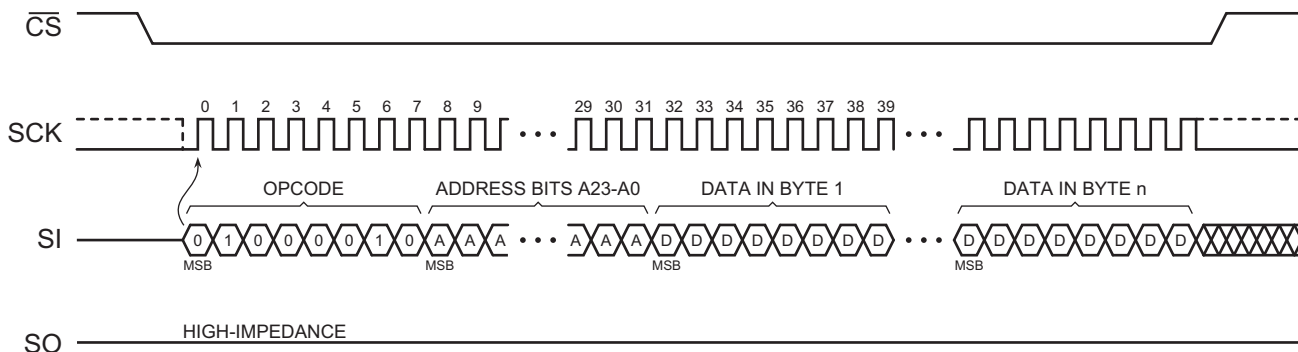 CS
0 1 2 3 4 5 6 7 8 9 29 30 31 32 33 34 35 36 37 38 39
SCK
OPCODE ADDRESS BITS A23-A0 DATA IN BYTE 1 DATA IN BYTE n
SI 0 1 0 0 0 0 1 0 A A A A A A D D D D D D D D D D D D D D D D
MSB MSB MSB MSB
HIGH-IMPEDANCE
SO